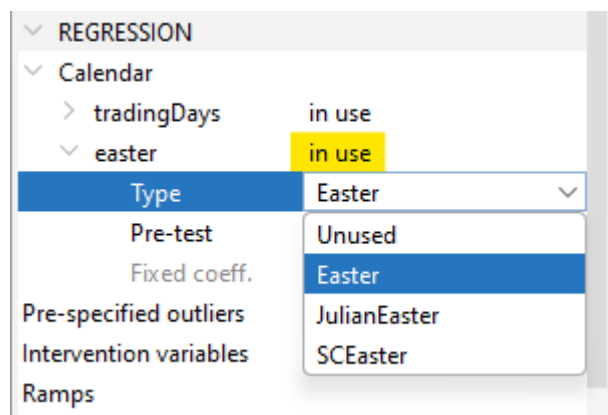 REGRESSION
Calendar
tradingDays in use
easter in use
Type Easter
Pre-test Unused
Fixed coeff. Easter
Pre-specified outliers JulianEaster
Intervention variables SCEaster
Ramps